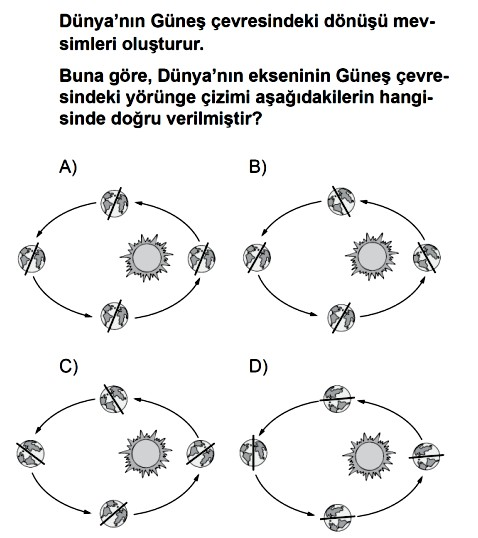 Dünya'nın Güneş çevresindeki dönüşü mev-
simleri oluşturur.
Buna göre, Dünya'nın ekseninin Güneş çevre-
sindeki yörünge çizimi aşağıdakilerin hangi-
sinde doğru verilmiştir?
A) B)
C) D)